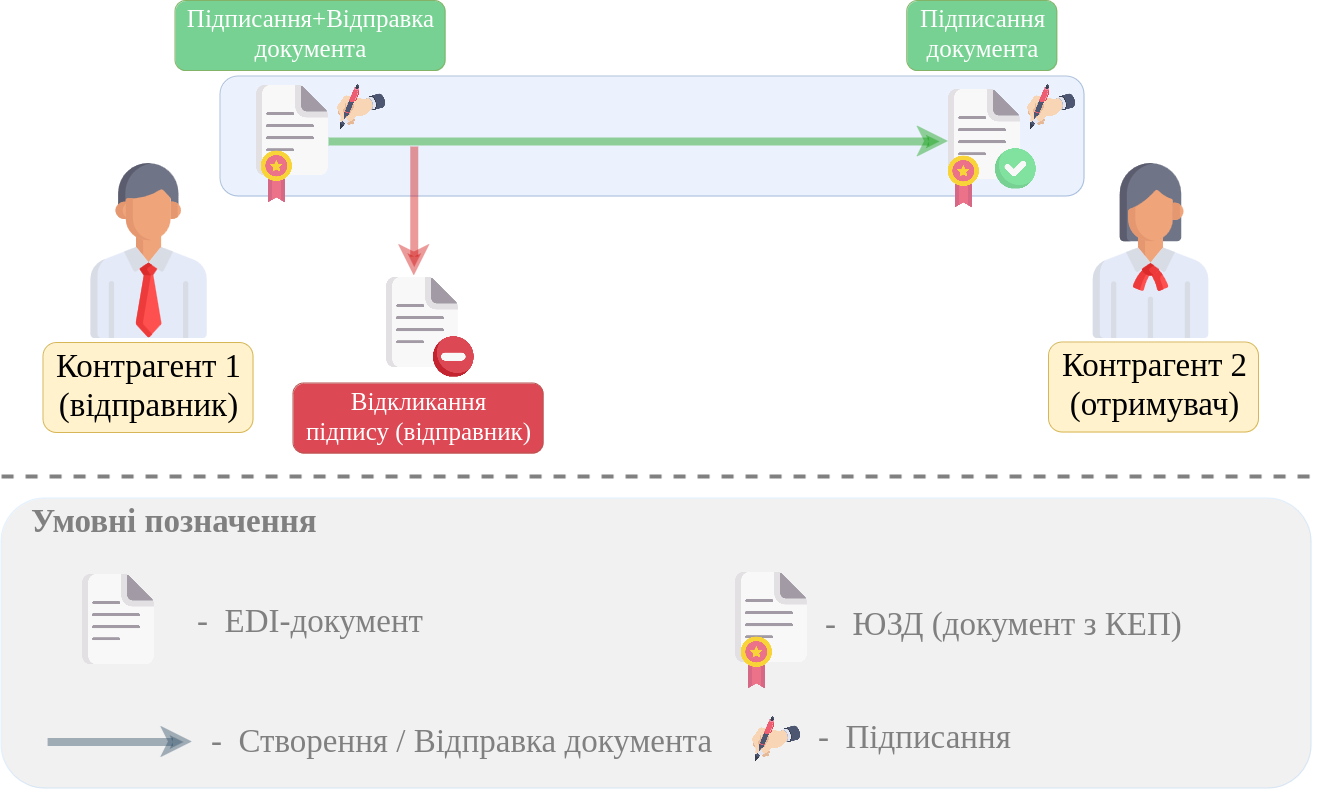 Підписання+Відправка
документа
Підписання
документа
Контрагент 1
(відправник)
Контрагент 2
(отримувач)
Відкликання
підпису (відправник)
Умовні позначення
- EDI-документ
- ЮЗД (документ з КЕП)
- Створення / Відправка документа
- Підписання